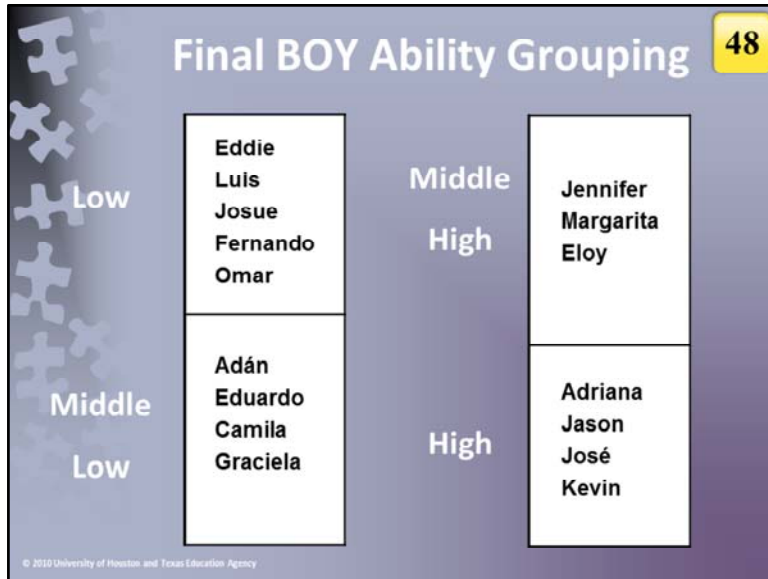 Final BOY Ability Grouping
48
Low
Eddie
Luis
Josue
Fernando
Omar
Middle
Low
Adán
Eduardo
Camila
Graciela
Middle
High
Jennifer
Margarita
Eloy
High
Adriana
Jason
José
Kevin
© 2010 University of Houston and Texas Education Agency